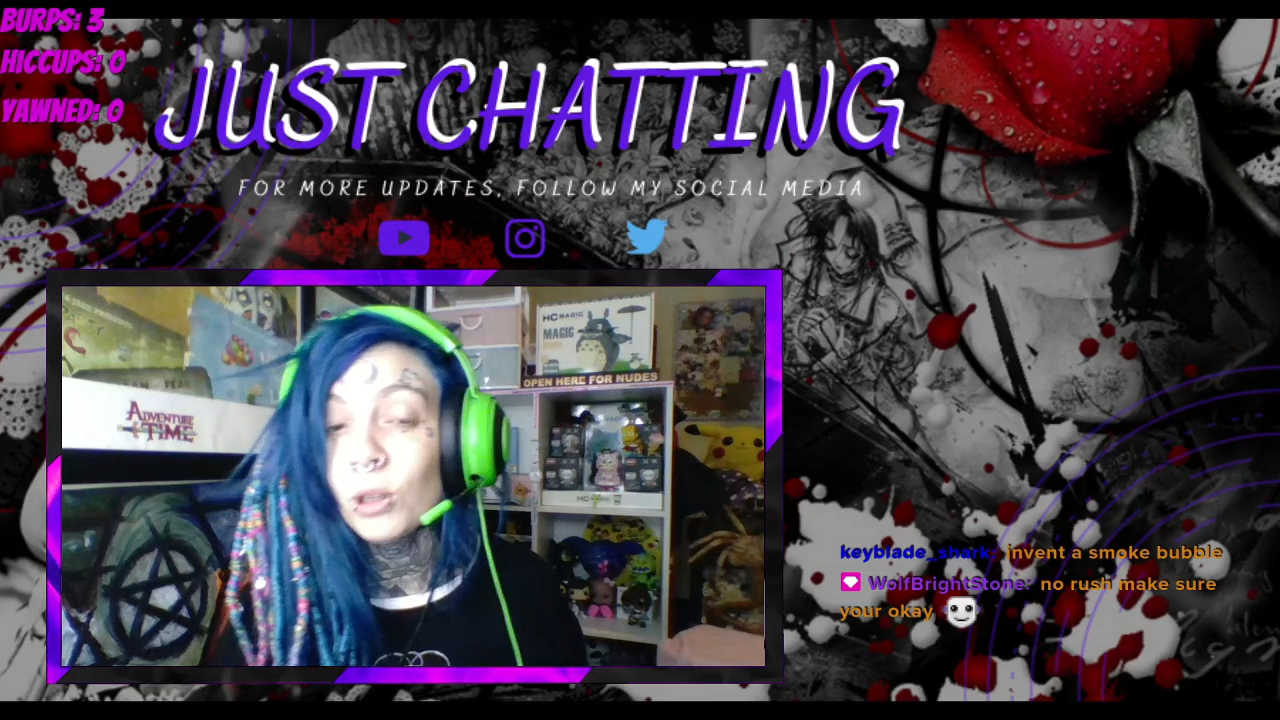 BURPS: 3
HICCUPS: 0
YAWNED: 0
JUST CHATTING
FOR MORE UPDATES, FOLLOW MY SOCIAL MEDIA
HC MAGIC
MAGIC
OPEN HERE FOR NUDES
ADVENTURE
TIME
keyblade_shark: invent a smoke bubble
WolfBrightStone: no rush make sure
your okay